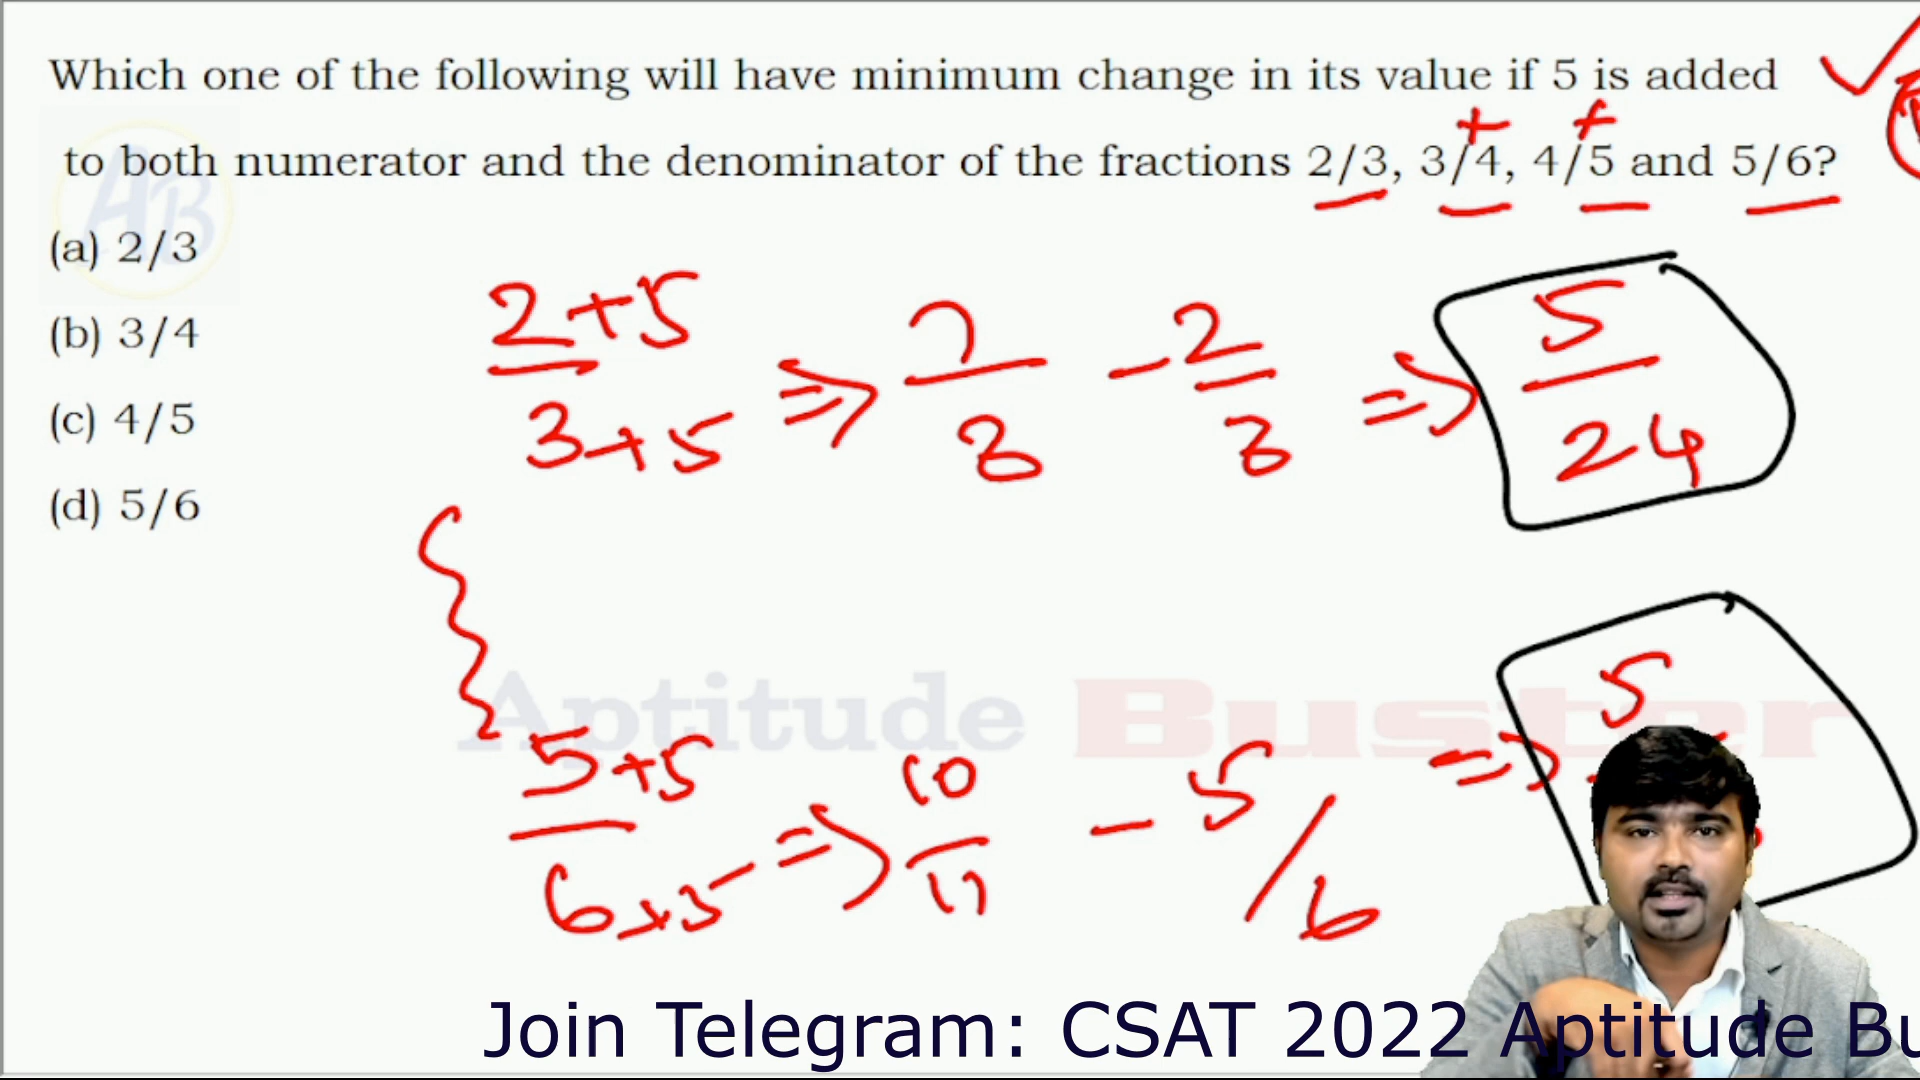 Which one of the following will have minimum change in its value if 5 is added
to both numerator and the denominator of the fractions 2/3, 3/4, 4/5 and 5/6?
(a) 2/3
(b) 3/4
(c) 4/5
(d) 5/6
AB
2+5
3+5
⇒
7
8
-
2
3
⇒
5
24
Aptitude Buster
5+5
6+5
⇒
10
11
- 5/6
⇒
5
Join Telegram: CSAT 2022 Aptitude Bu